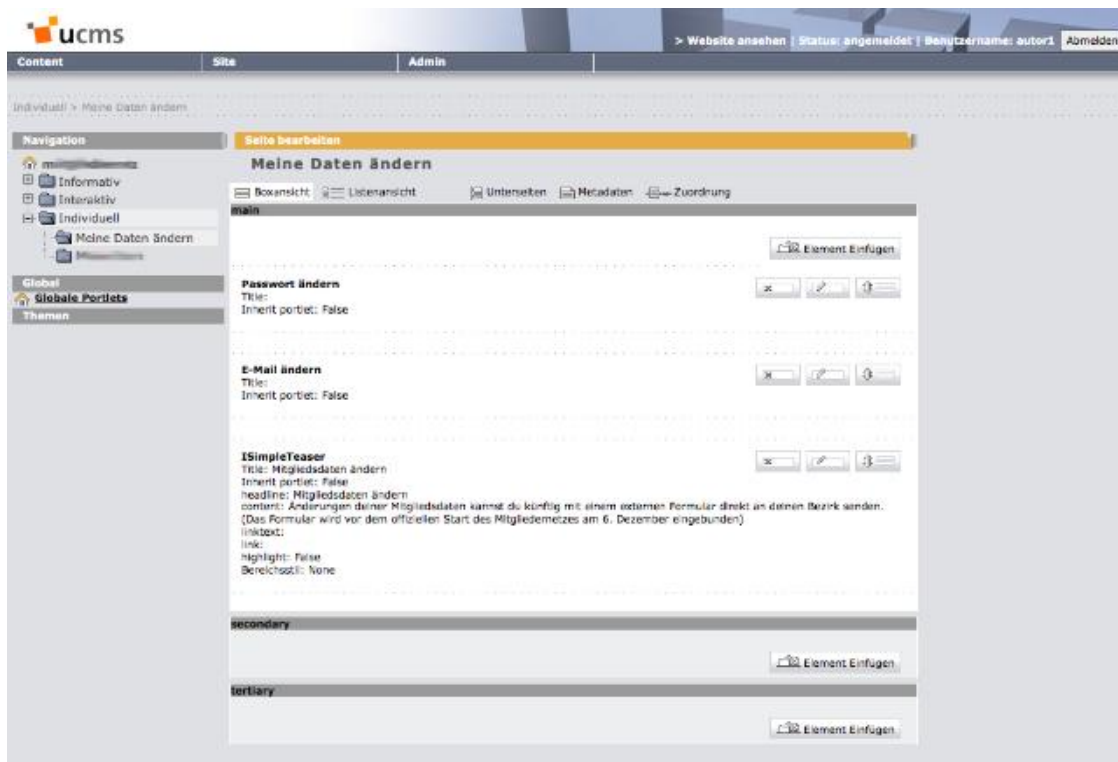 ucms
> Website ansehen | Status: angemeldet | Benutzername: autor1 Abmelden
Content Site Admin
Individuell > Meine Daten ändern
Navigation
Informativ
Interaktiv
Individuell
Meine Daten ändern
Global
Globale Portlets
Themen
Seite bearbeiten
Meine Daten ändern
Boxansicht Listenansicht Unterseiten Metadaten Zuordnung
main
Element Einfügen
Passwort ändern
Title:
Inherit portlet: False
E-Mail ändern
Title:
Inherit portlet: False
ISimpleTeaser
Title: Mitgliedsdaten ändern
Inherit portlet: False
headline: Mitgliedsdaten ändern
content: Änderungen deiner Mitgliedsdaten kannst du künftig mit einem externen Formular direkt an deinen Bezirk senden.
(Das Formular wird vor dem offiziellen Start des Mitgliedernetzes am 6. Dezember eingebunden)
linktext:
link:
highlight: False
Bereichsstil: None
secondary
Element Einfügen
tertiary
Element Einfügen